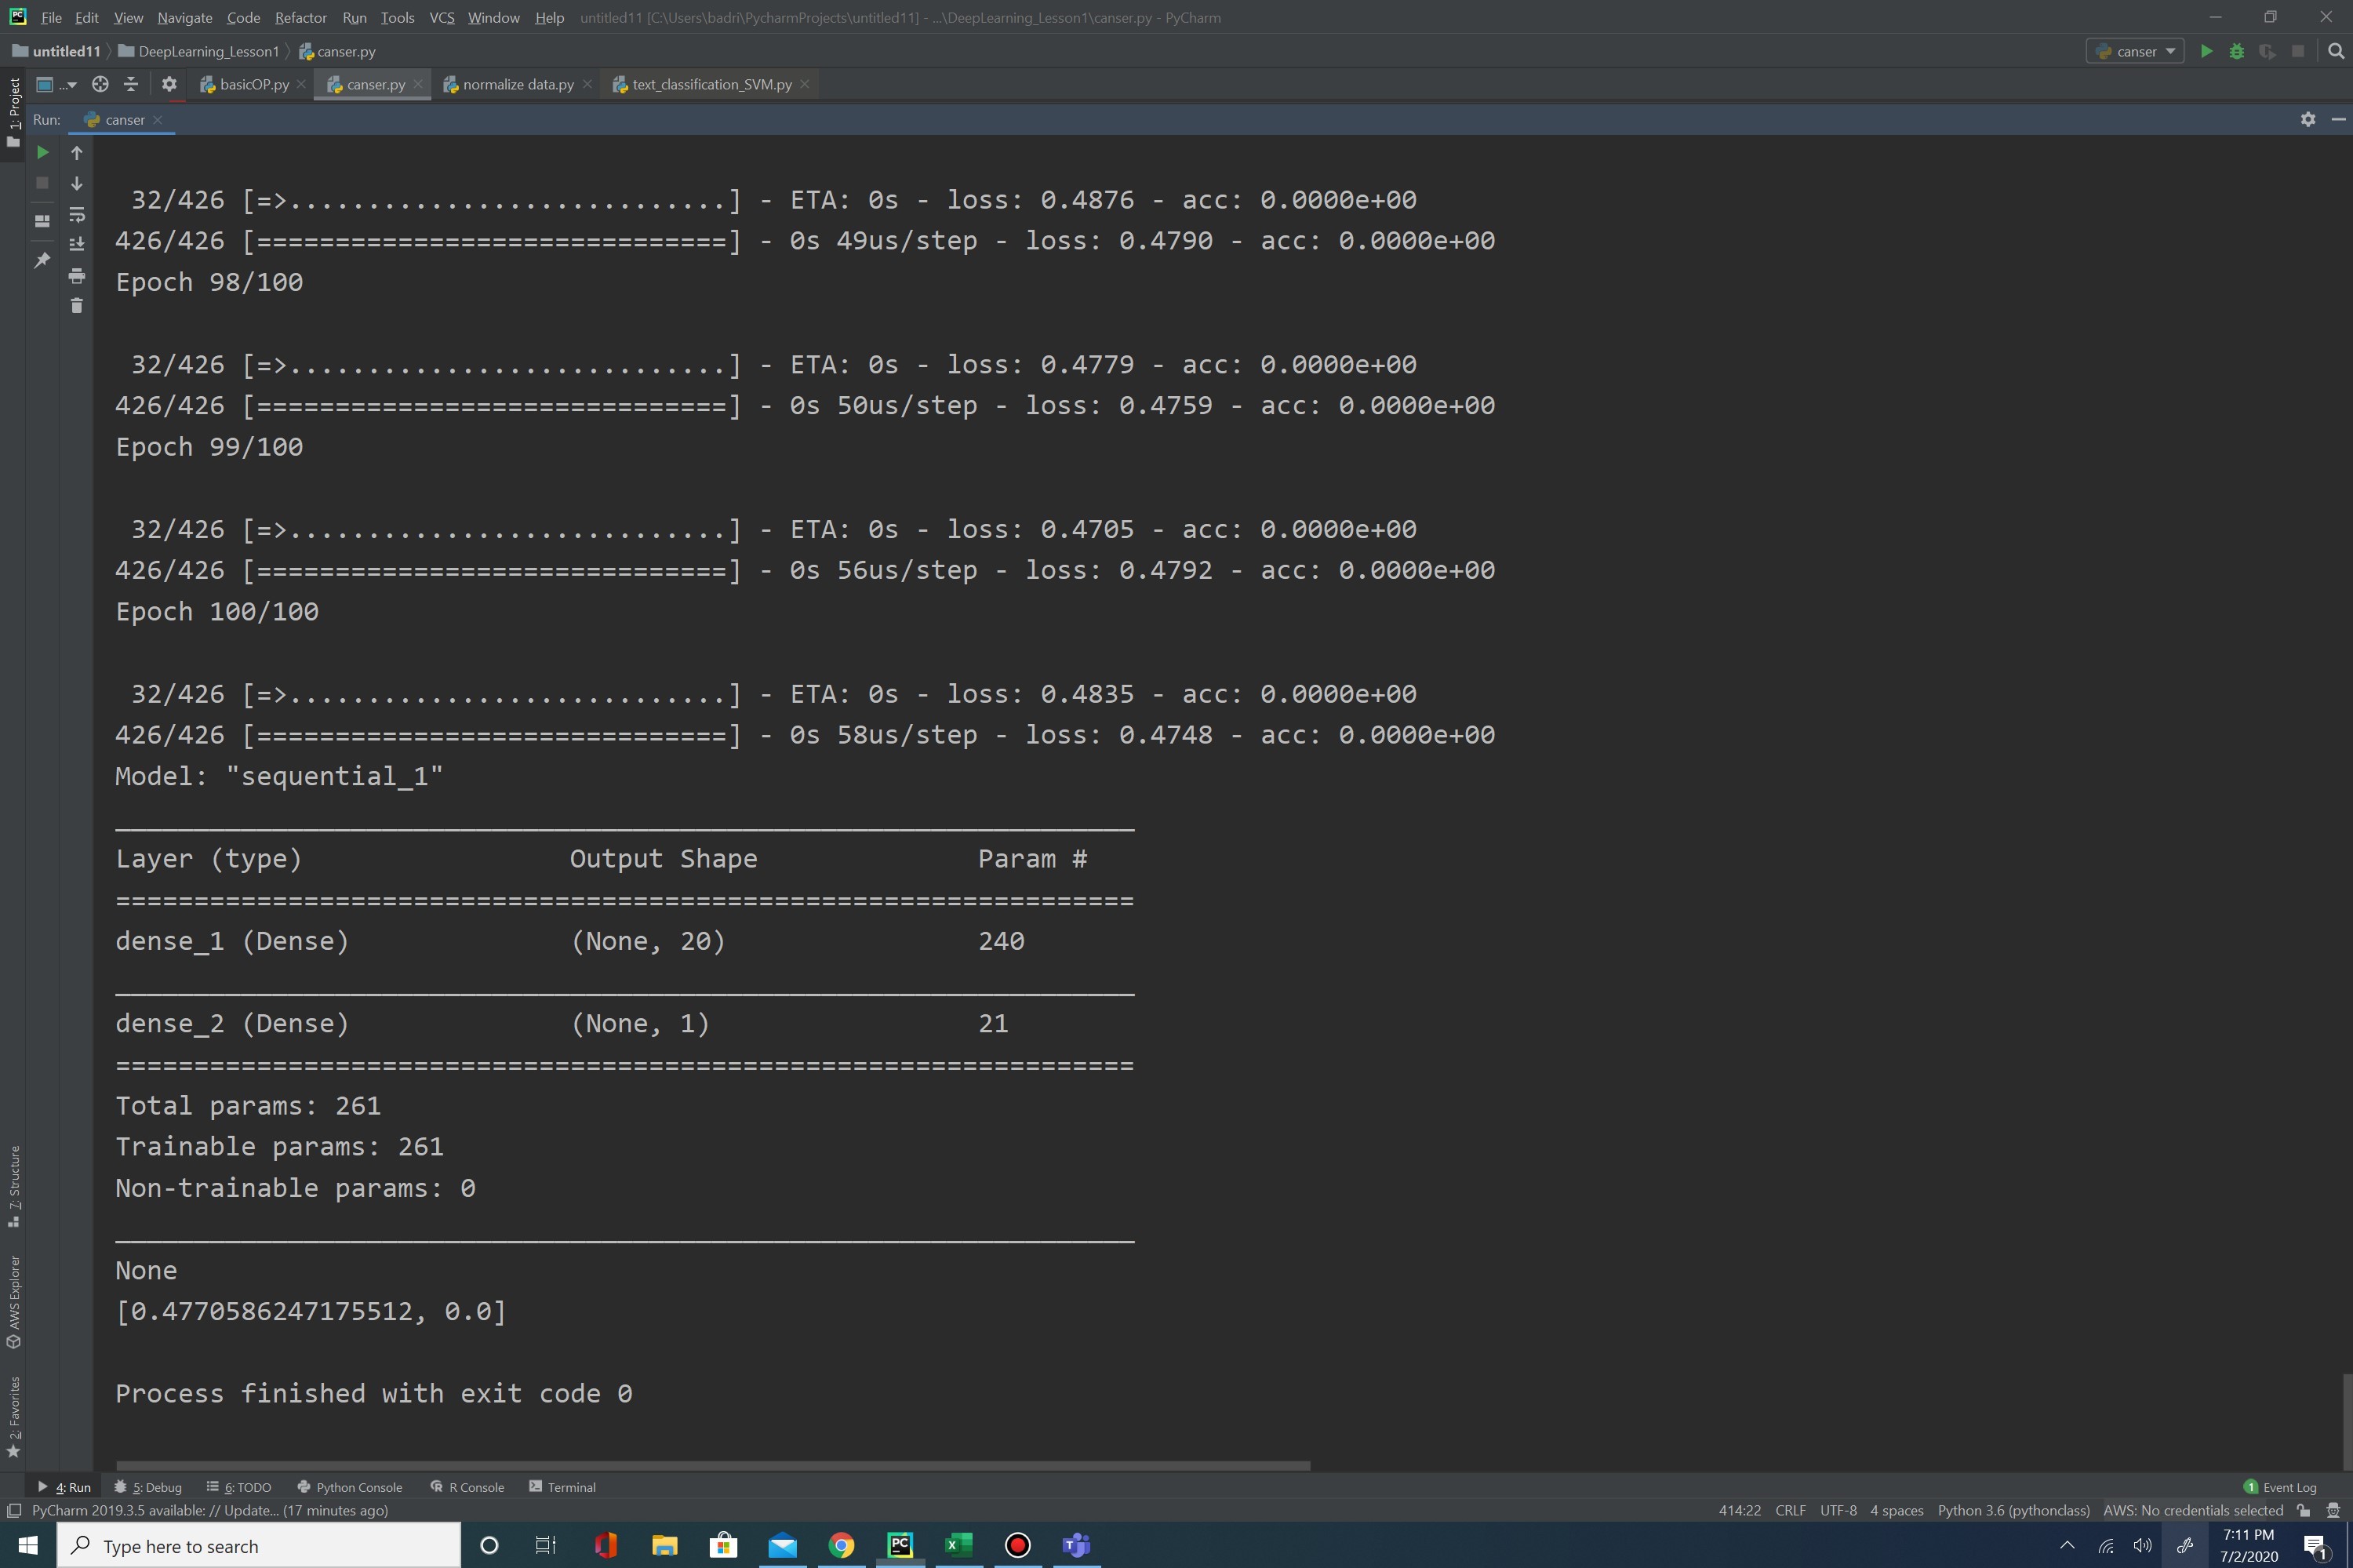 File Edit View Navigate Code Refactor Run Tools VCS Window Help untitled11 [C:\Users\badri\PycharmProjects\untitled11] - ...\DeepLearning_Lesson1\canser.py - PyCharm
untitled11 DeepLearning_Lesson1 canser.py canser
... basicOP.py canser.py normalize data.py text_classification_SVM.py
1: Project
Run: canser
32/426 [=>............................] - ETA: 0s - loss: 0.4876 - acc: 0.0000e+00
426/426 [==============================] - 0s 49us/step - loss: 0.4790 - acc: 0.0000e+00
Epoch 98/100
32/426 [=>............................] - ETA: 0s - loss: 0.4779 - acc: 0.0000e+00
426/426 [==============================] - 0s 50us/step - loss: 0.4759 - acc: 0.0000e+00
Epoch 99/100
32/426 [=>............................] - ETA: 0s - loss: 0.4705 - acc: 0.0000e+00
426/426 [==============================] - 0s 56us/step - loss: 0.4792 - acc: 0.0000e+00
Epoch 100/100
32/426 [=>............................] - ETA: 0s - loss: 0.4835 - acc: 0.0000e+00
426/426 [==============================] - 0s 58us/step - loss: 0.4748 - acc: 0.0000e+00
Model: "sequential_1"
_________________________________________________________________
Layer (type) Output Shape Param #
=================================================================
dense_1 (Dense) (None, 20) 240
_________________________________________________________________
dense_2 (Dense) (None, 1) 21
=================================================================
Total params: 261
Trainable params: 261
Non-trainable params: 0
_________________________________________________________________
None
[0.4770586247175512, 0.0]
Process finished with exit code 0
7: Structure
AWS Explorer
2: Favorites
4: Run 5: Debug 6: TODO Python Console R Console Terminal 1 Event Log
PyCharm 2019.3.5 available: // Update... (17 minutes ago) 414:22 CRLF UTF-8 4 spaces Python 3.6 (pythonclass) AWS: No credentials selected
Type here to search
7:11 PM
7/2/2020
1